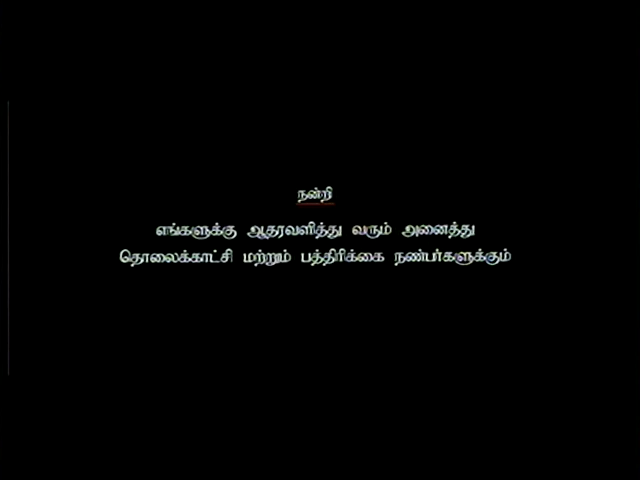 நன்றி
எங்களுக்கு ஆதரவளித்து வரும் அனைத்து
தொலைக்காட்சி மற்றும் பத்திரிக்கை நண்பர்களுக்கும்